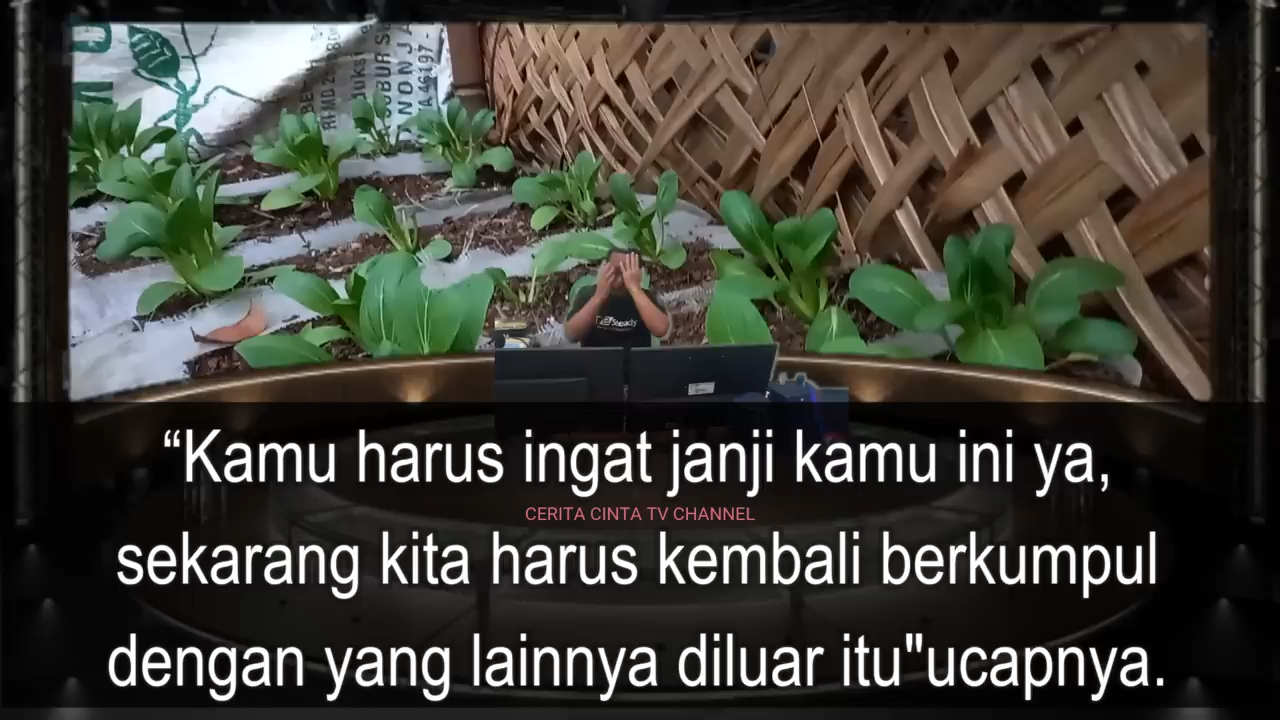 “Kamu harus ingat janji kamu ini ya,
CERITA CINTA TV CHANNEL
sekarang kita harus kembali berkumpul
dengan yang lainnya diluar itu"ucapnya.